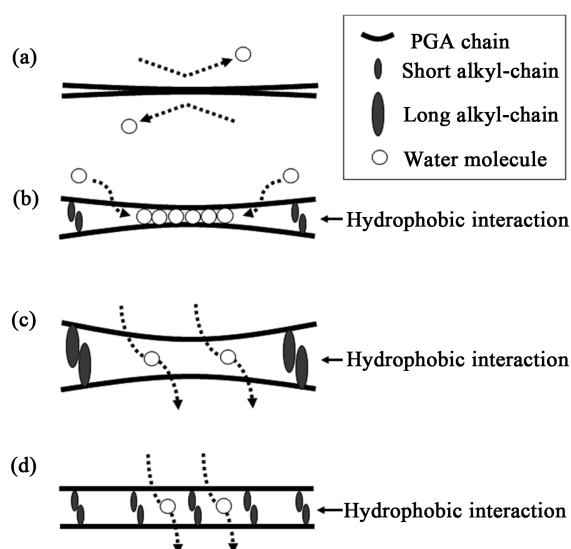 (a)
PGA chain
Short alkyl-chain
Long alkyl-chain
Water molecule
(b)
Hydrophobic interaction
(c)
Hydrophobic interaction
(d)
Hydrophobic interaction